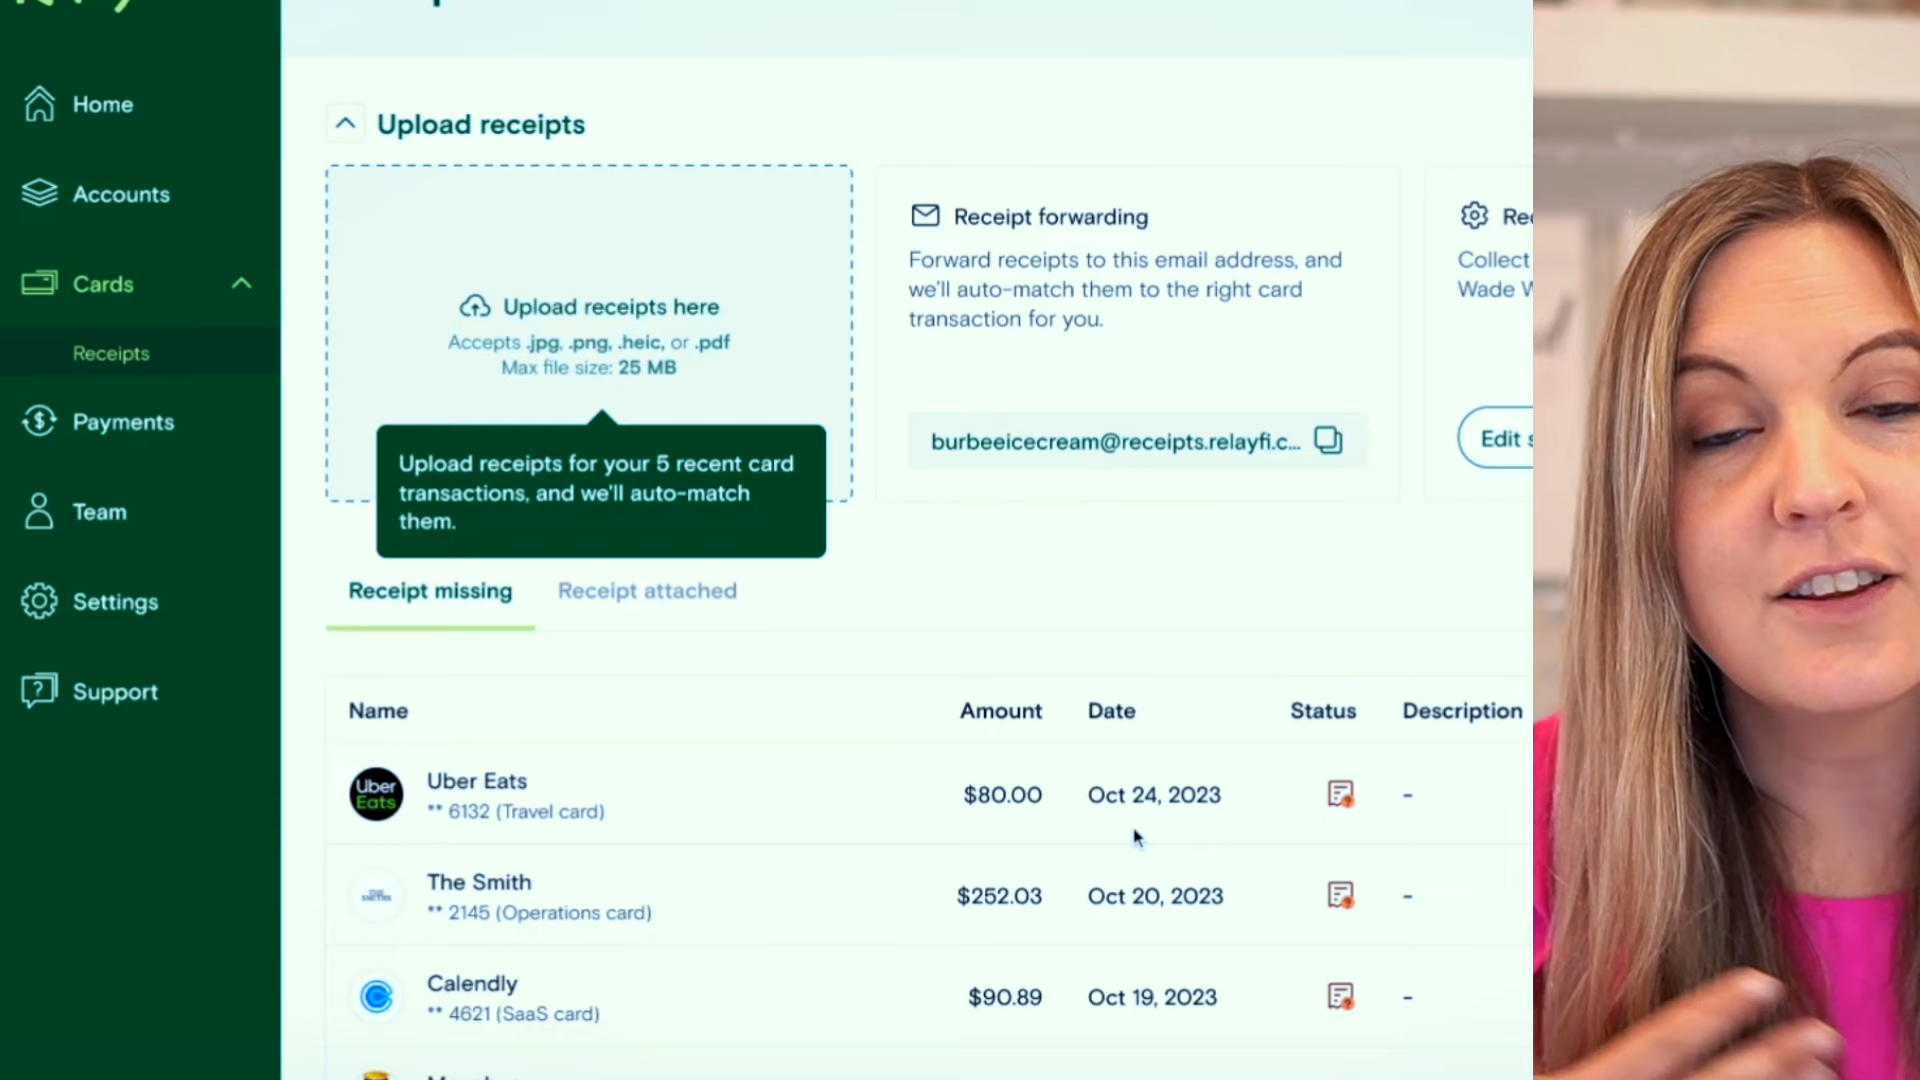 Home
Accounts
Cards
Receipts
Payments
Team
Settings
Support
Upload receipts
Upload receipts here
Accepts .jpg, .png, .heic, or .pdf
Max file size: 25 MB
Upload receipts for your 5 recent card
transactions, and we'll auto-match
them.
Receipt forwarding
Forward receipts to this email address, and
we'll auto-match them to the right card
transaction for you.
burbeeicecream@receipts.relayfi.c...
Collect
Wade W
Edit s
Receipt missing
Receipt attached
Name Amount Date Status Description
Uber Eats
Uber Eats $80.00 Oct 24, 2023 -
** 6132 (Travel card)
THE SMITH
The Smith $252.03 Oct 20, 2023 -
** 2145 (Operations card)
Calendly $90.89 Oct 19, 2023 -
** 4621 (SaaS card)